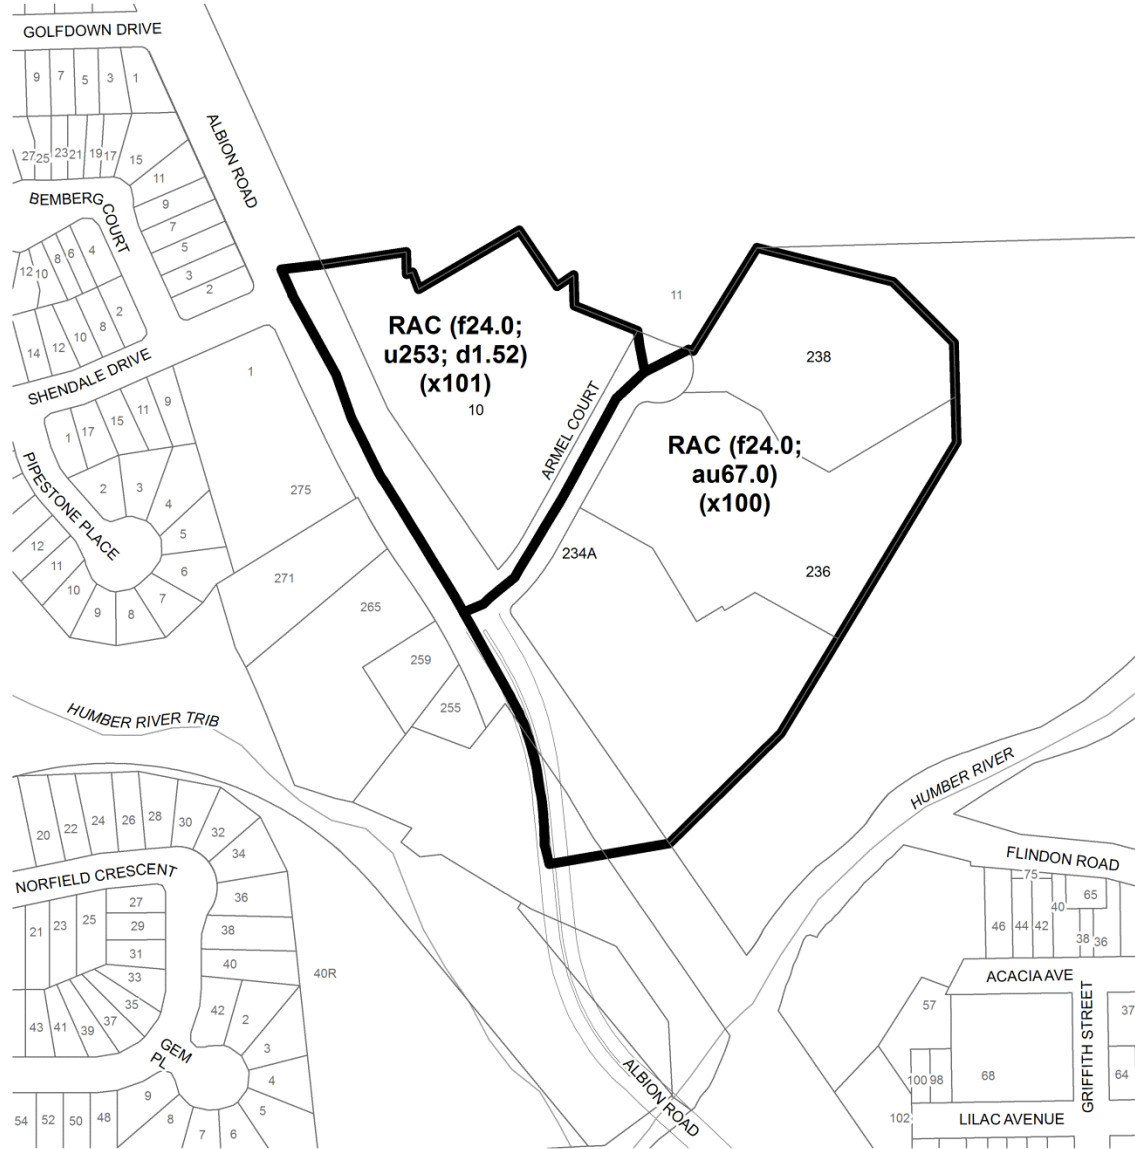 GOLFDOWN DRIVE
9 7 5 3 1
ALBION ROAD
27 25 23 21 19 17 15
11
9
7
5
3
2
BEMBERG COURT
12 10 8 6 4
14 12 10 8 2
SHENDALE DRIVE
1
1 17 15 11 9
PIPESTONE PLACE
2 3 4
5
6
7
8
9
10
11
12
275
271
265
259
255
RAC (f24.0;
u253; d1.52)
(x101)
10
11
ARMEL COURT
238
RAC (f24.0;
au67.0)
(x100)
234A
236
HUMBER RIVER TRIB
HUMBER RIVER
20 22 24 26 28 30 32
34
36
38
40
40R
NORFIELD CRESCENT
21 23 25 27
29
31
33
35
37
39
41
43
42 2
3
4
5
6
7
8
9
GEM
PL
54 52 50 48
ALBION ROAD
FLINDON ROAD
75
65
40
46 44 42 38 36
ACACIA AVE
57
37
GRIFFITH STREET
100 98 68 64
102
LILAC AVENUE